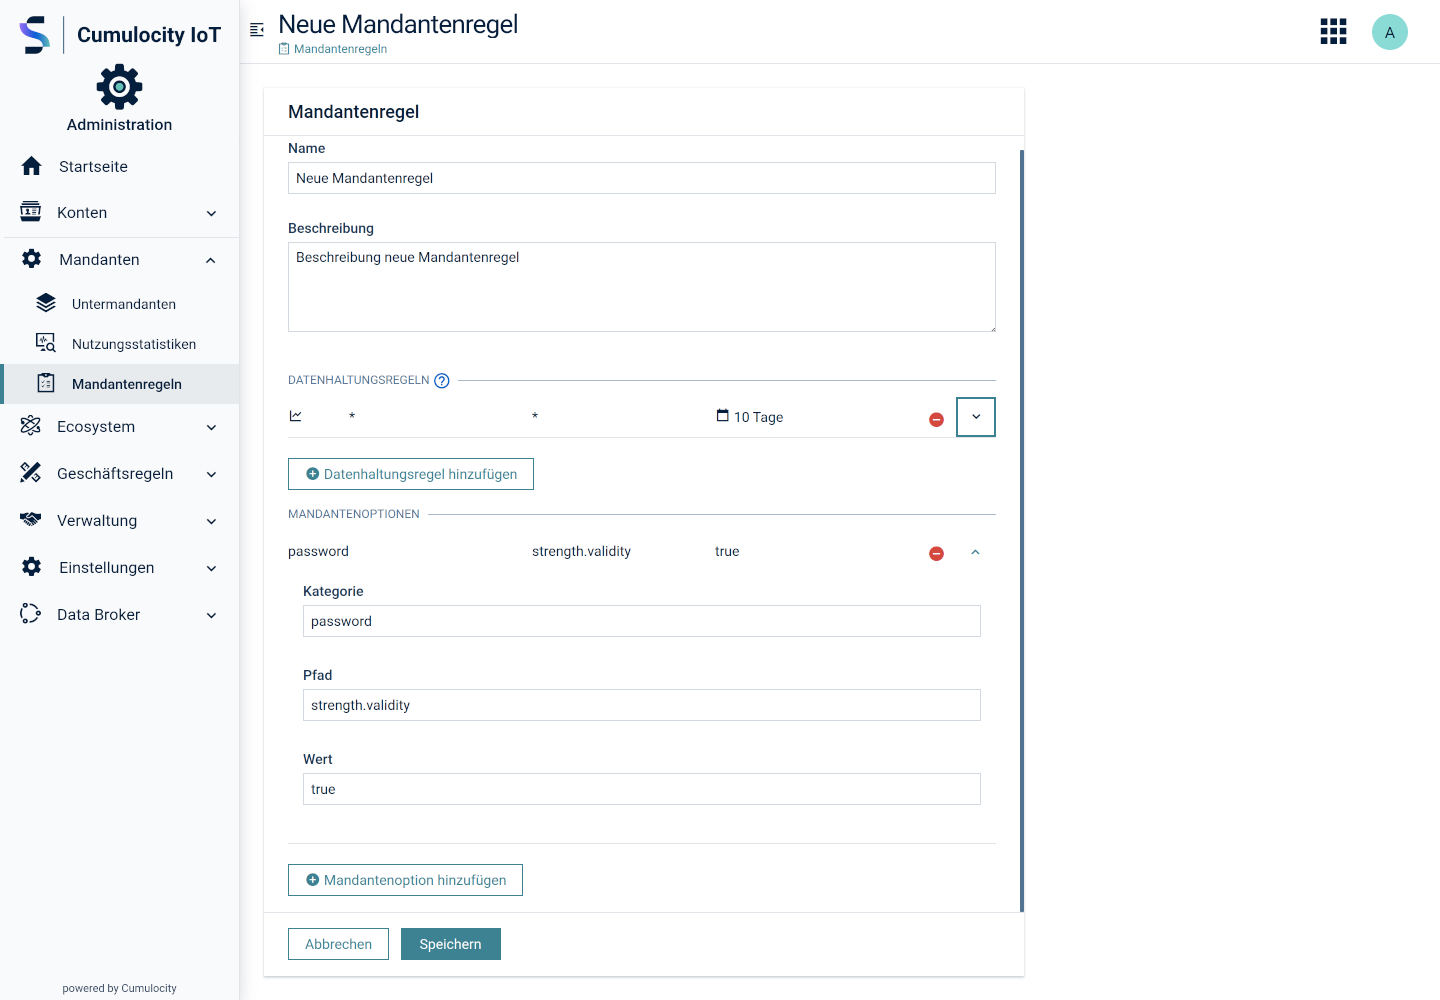 Cumulocity IoT
Administration
Startseite
Konten
Mandanten
Untermandanten
Nutzungsstatistiken
Mandantenregeln
Ecosystem
Geschäftsregeln
Verwaltung
Einstellungen
Data Broker
powered by Cumulocity
Neue Mandantenregel
Mandantenregeln
A
Mandantenregel
Name
Neue Mandantenregel
Beschreibung
Beschreibung neue Mandantenregel
DATENHALTUNGSREGELN
* * 10 Tage
Datenhaltungsregel hinzufügen
MANDANTENOPTIONEN
password strength.validity true
Kategorie
password
Pfad
strength.validity
Wert
true
Mandantenoption hinzufügen
Abbrechen Speichern